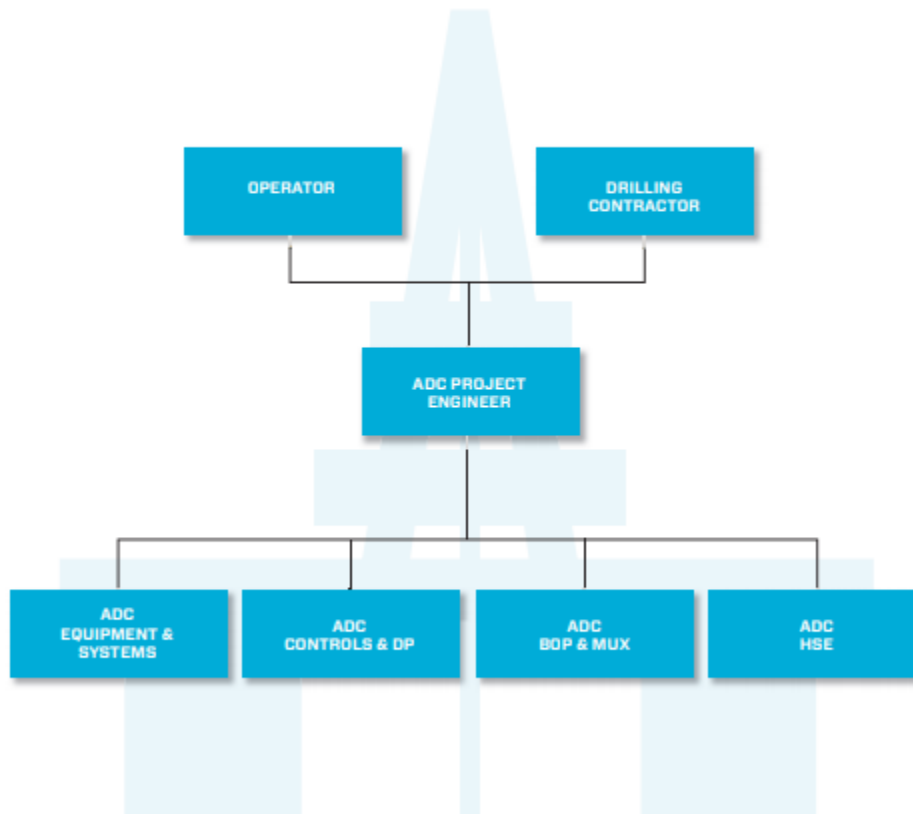 OPERATOR
DRILLING
CONTRACTOR
ADC PROJECT
ENGINEER
ADC
EQUIPMENT &
SYSTEMS
ADC
CONTROLS & DP
ADC
BOP & MUX
ADC
HSE